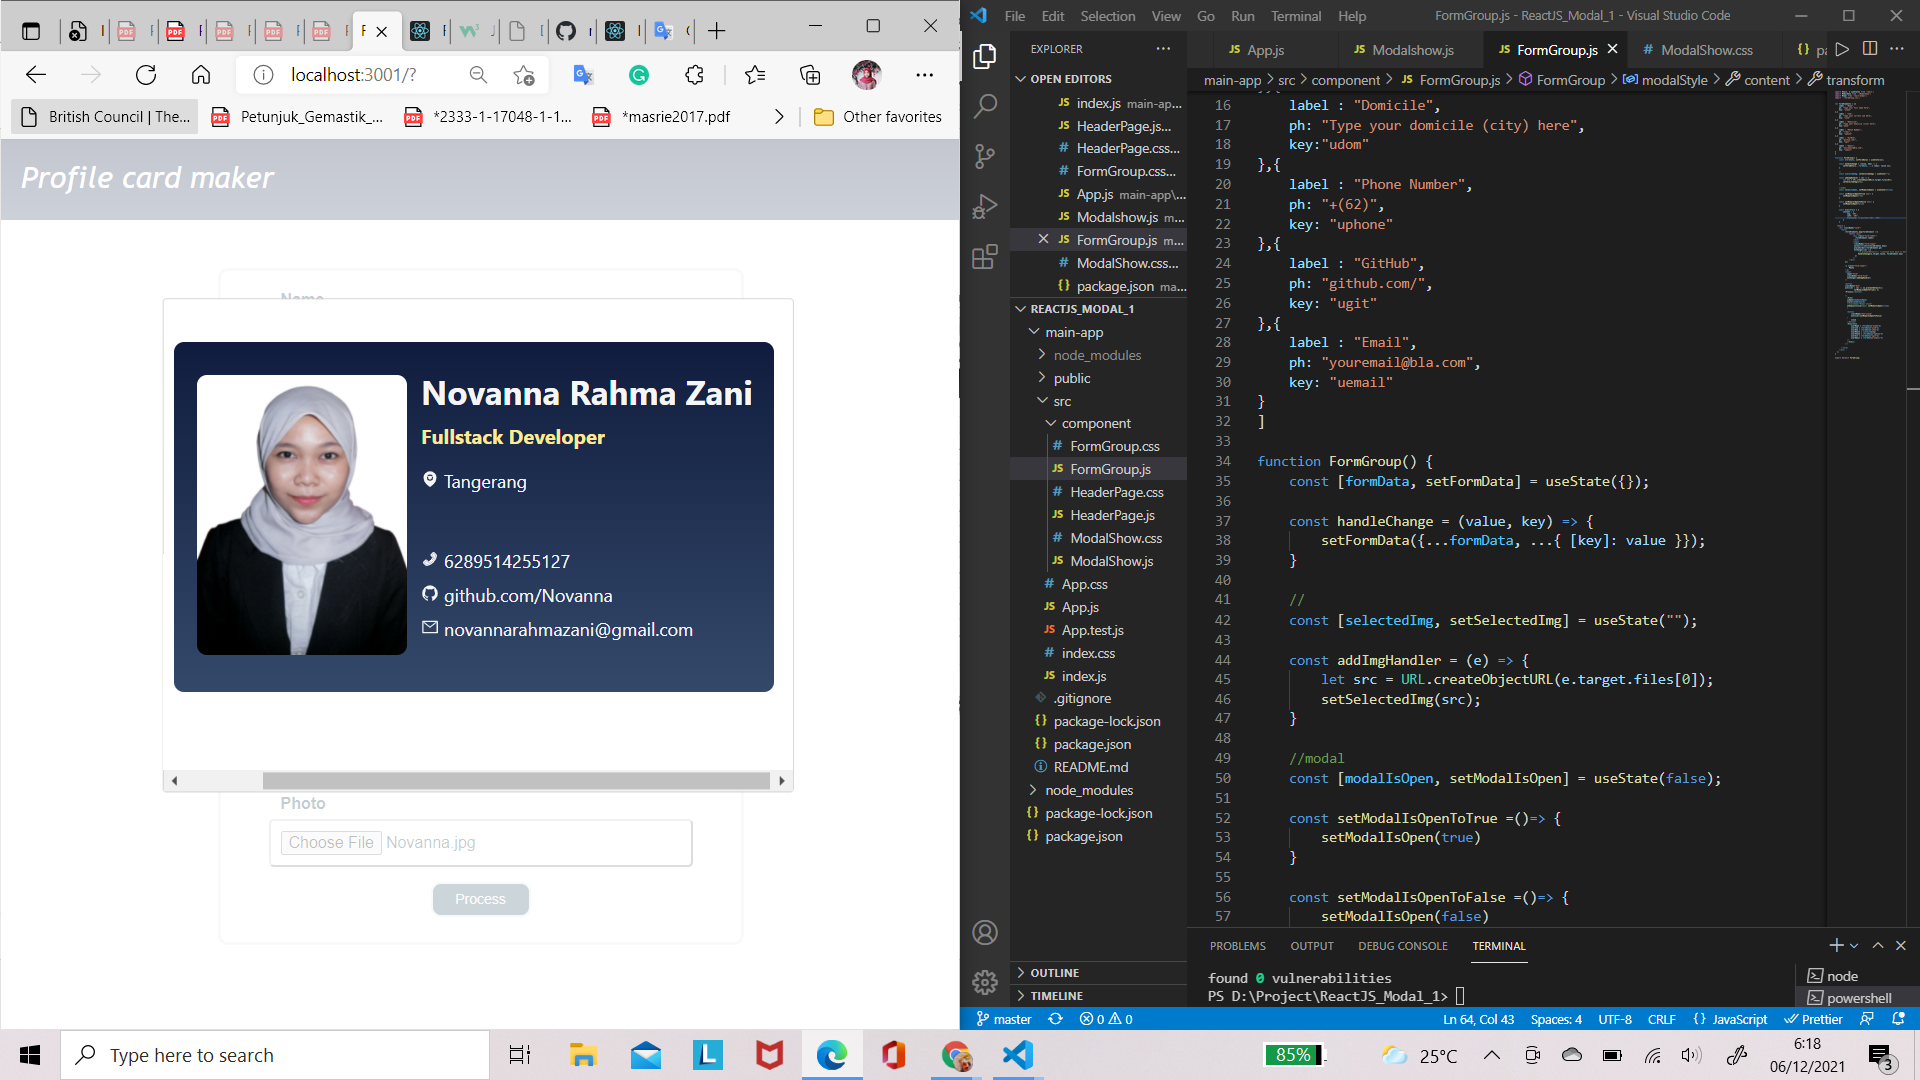 localhost:3001/?
British Council | The...
Petunjuk_Gemastik_...
*2333-1-17048-1-1...
*masrie2017.pdf
Other favorites
Profile card maker
Name
Novanna Rahma Zani
Fullstack Developer
Tangerang
6289514255127
github.com/Novanna
novannarahmazani@gmail.com
Photo
Choose File Novanna.jpg
Process
File Edit Selection View Go Run Terminal Help
FormGroup.js - ReactJS_Modal_1 - Visual Studio Code
EXPLORER
OPEN EDITORS
index.js main-ap...
HeaderPage.js...
HeaderPage.css...
FormGroup.css...
App.js main-app\...
Modalshow.js m...
FormGroup.js m...
ModalShow.css...
package.json ma...
REACTJS_MODAL_1
main-app
node_modules
public
src
component
FormGroup.css
FormGroup.js
HeaderPage.css
HeaderPage.js
ModalShow.css
ModalShow.js
App.css
App.js
App.test.js
index.css
index.js
.gitignore
package-lock.json
package.json
README.md
node_modules
package-lock.json
package.json
OUTLINE
TIMELINE
App.js
Modalshow.js
FormGroup.js
ModalShow.css
pa
main-app > src > component > JS FormGroup.js > FormGroup > modalStyle > content > transform
16 label : "Domicile",
17 ph: "Type your domicile (city) here",
18 key:"udom"
19 },{
20 label : "Phone Number",
21 ph: "+(62)",
22 key: "uphone"
23 },{
24 label : "GitHub",
25 ph: "github.com/",
26 key: "ugit"
27 },{
28 label : "Email",
29 ph: "youremail@bla.com",
30 key: "uemail"
31 }
32 ]
33
34 function FormGroup() {
35 const [formData, setFormData] = useState({});
36
37 const handleChange = (value, key) => {
38 setFormData({...formData, ...{ [key]: value }});
39 }
40
41 //
42 const [selectedImg, setSelectedImg] = useState("");
43
44 const addImgHandler = (e) => {
45 let src = URL.createObjectURL(e.target.files[0]);
46 setSelectedImg(src);
47 }
48
49 //modal
50 const [modalIsOpen, setModalIsOpen] = useState(false);
51
52 const setModalIsOpenToTrue =()=> {
53 setModalIsOpen(true)
54 }
55
56 const setModalIsOpenToFalse =()=> {
57 setModalIsOpen(false)
PROBLEMS OUTPUT DEBUG CONSOLE TERMINAL
found 0 vulnerabilities
PS D:\Project\ReactJS_Modal_1>
node
powershell
master 0 0
Ln 64, Col 43 Spaces: 4 UTF-8 CRLF {} JavaScript Prettier
Type here to search
85%
25°C
6:18
06/12/2021
3